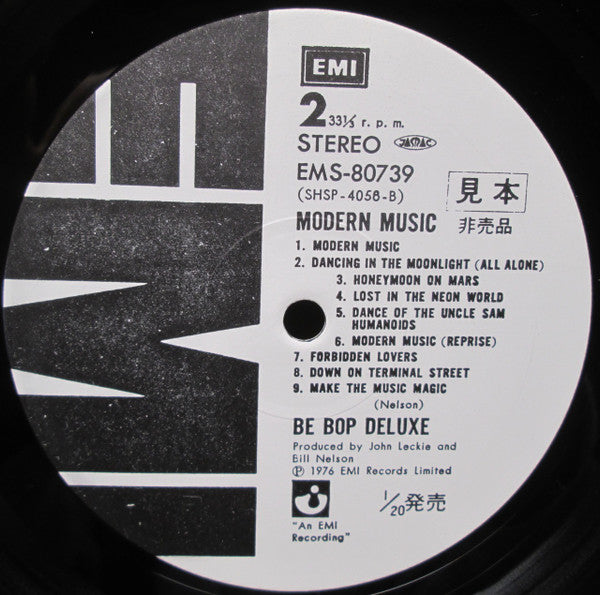 EMI
EMI
2 33⅓ r. p. m.
STEREO JASRAC
EMS-80739
(SHSP-4058-B)
見本
MODERN MUSIC 非売品
1. MODERN MUSIC
2. DANCING IN THE MOONLIGHT (ALL ALONE)
3. HONEYMOON ON MARS
4. LOST IN THE NEON WORLD
5. DANCE OF THE UNCLE SAM
HUMANOIDS
6. MODERN MUSIC (REPRISE)
7. FORBIDDEN LOVERS
8. DOWN ON TERMINAL STREET
9. MAKE THE MUSIC MAGIC
(Nelson)
BE BOP DELUXE
Produced by John Leckie and
Bill Nelson
Ⓟ 1976 EMI Records Limited
1/20発売
"An EMI
Recording"